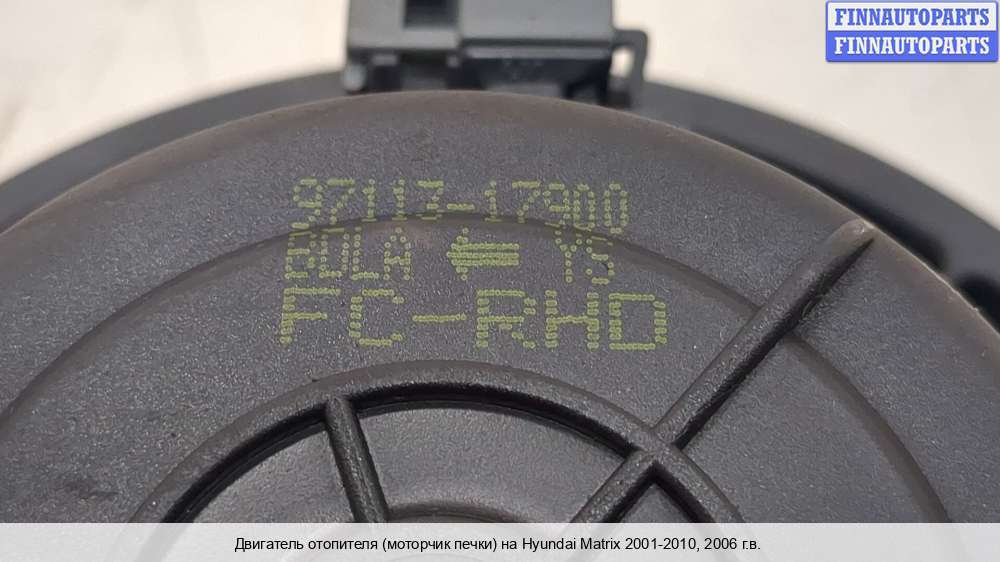 FINNAUTOPARTS
FINNAUTOPARTS
97113-17900
BULA ⇐ YS
FC-RHD
Двигатель отопителя (моторчик печки) на Hyundai Matrix 2001-2010, 2006 г.в.